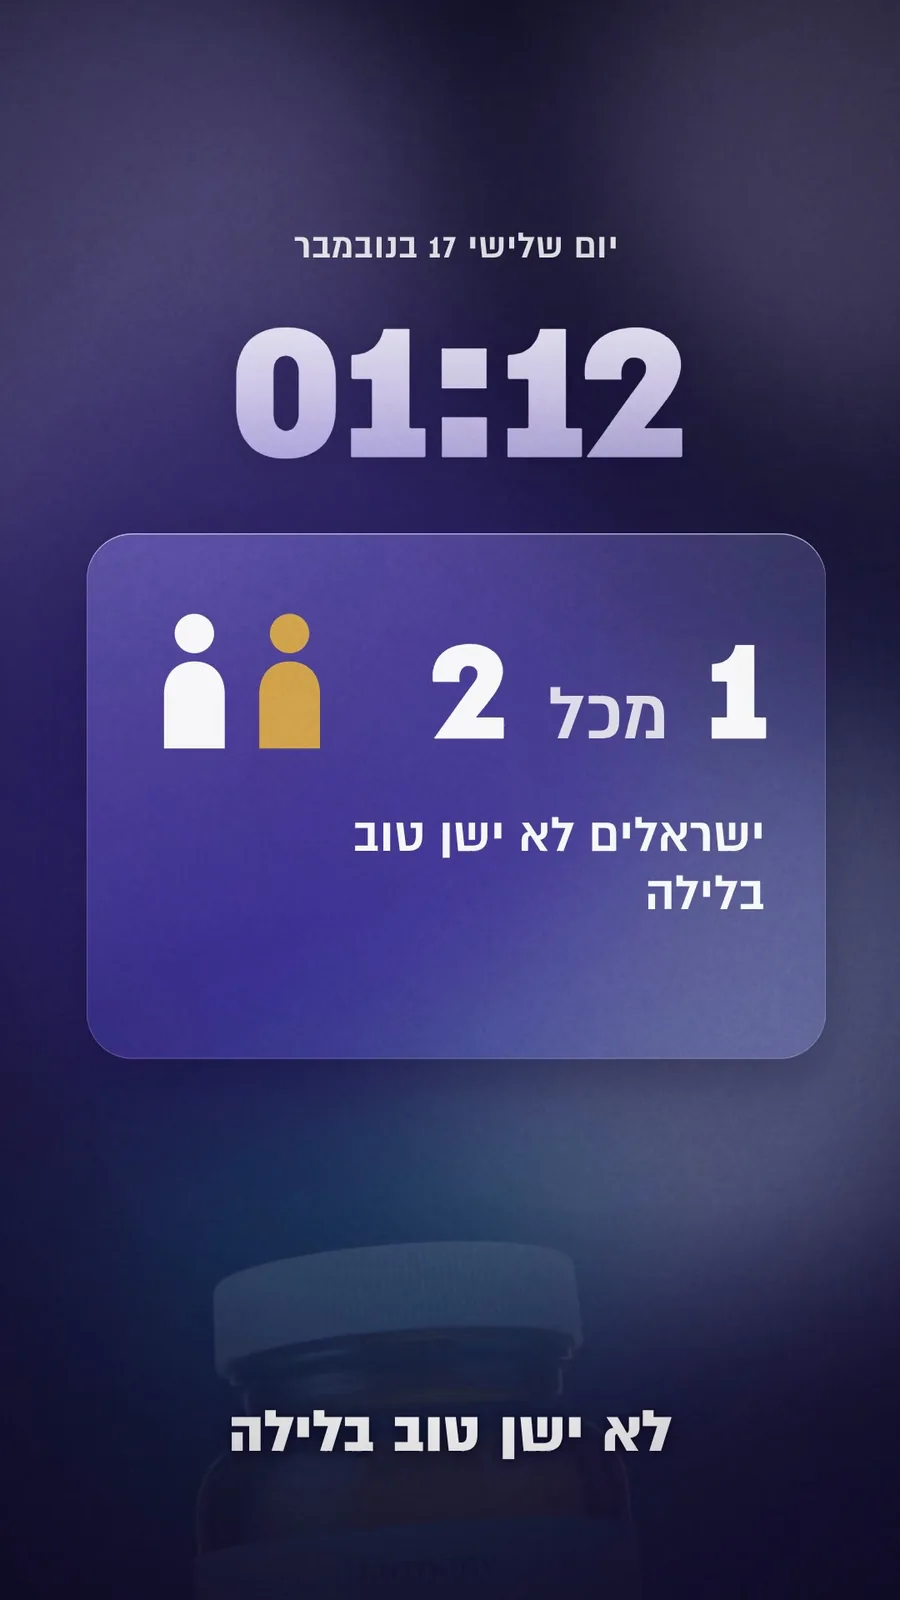 יום שלישי 17 בנובמבר
01:12
1 מכל 2
ישראלים לא ישן טוב
בלילה
לא ישן טוב בלילה